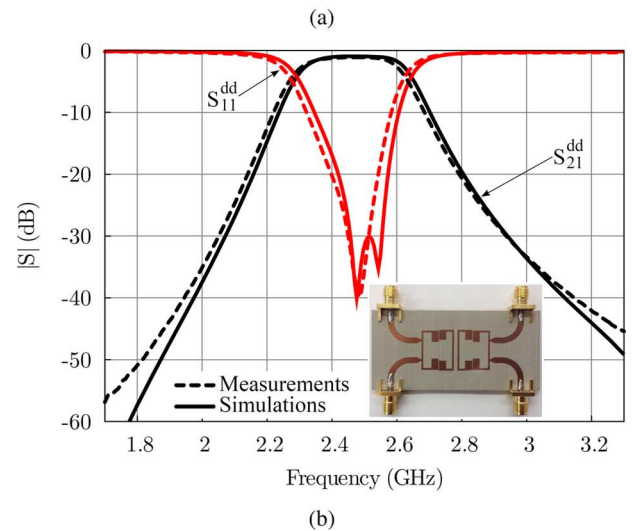 (a)
0
-10
-20
-30
-40
-50
-60
|S| (dB)
S11dd
S21dd
Measurements
Simulations
1.8 2 2.2 2.4 2.6 2.8 3 3.2
Frequency (GHz)
(b)